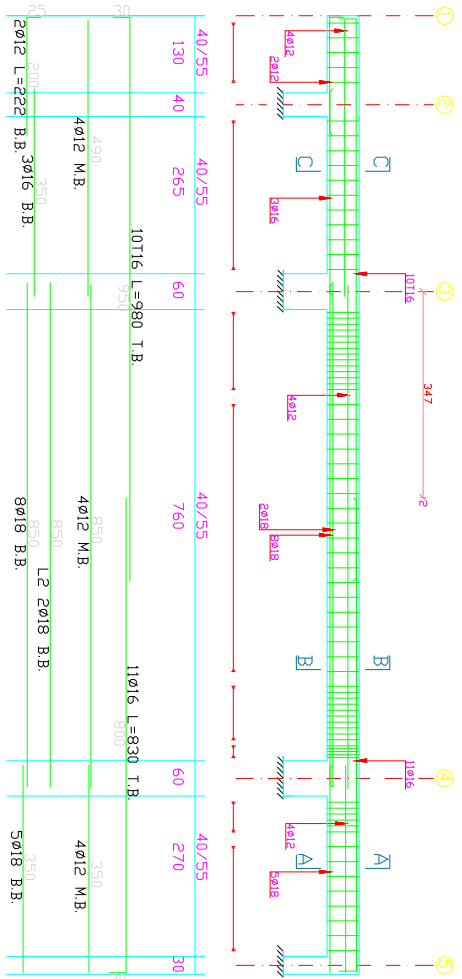 1 2 3 4 5
347 2
10T16 11ø16
C B A
C B A
4ø12 4ø12 4ø12
2ø12 3ø16 2ø18 8ø18 5ø18
40/55 40/55 40/55 40/55
130 40 265 60 760 60 270 30
10T16 L=980 T.B. 11ø16 L=830 T.B.
30 950 800
490 850 350
4ø12 M.B. 4ø12 M.B. 4ø12 M.B.
850
L2 2ø18 B.B.
25 200 350 850 350
2ø12 L=222 B.B. 3ø16 B.B. 8ø18 B.B. 5ø18 B.B.